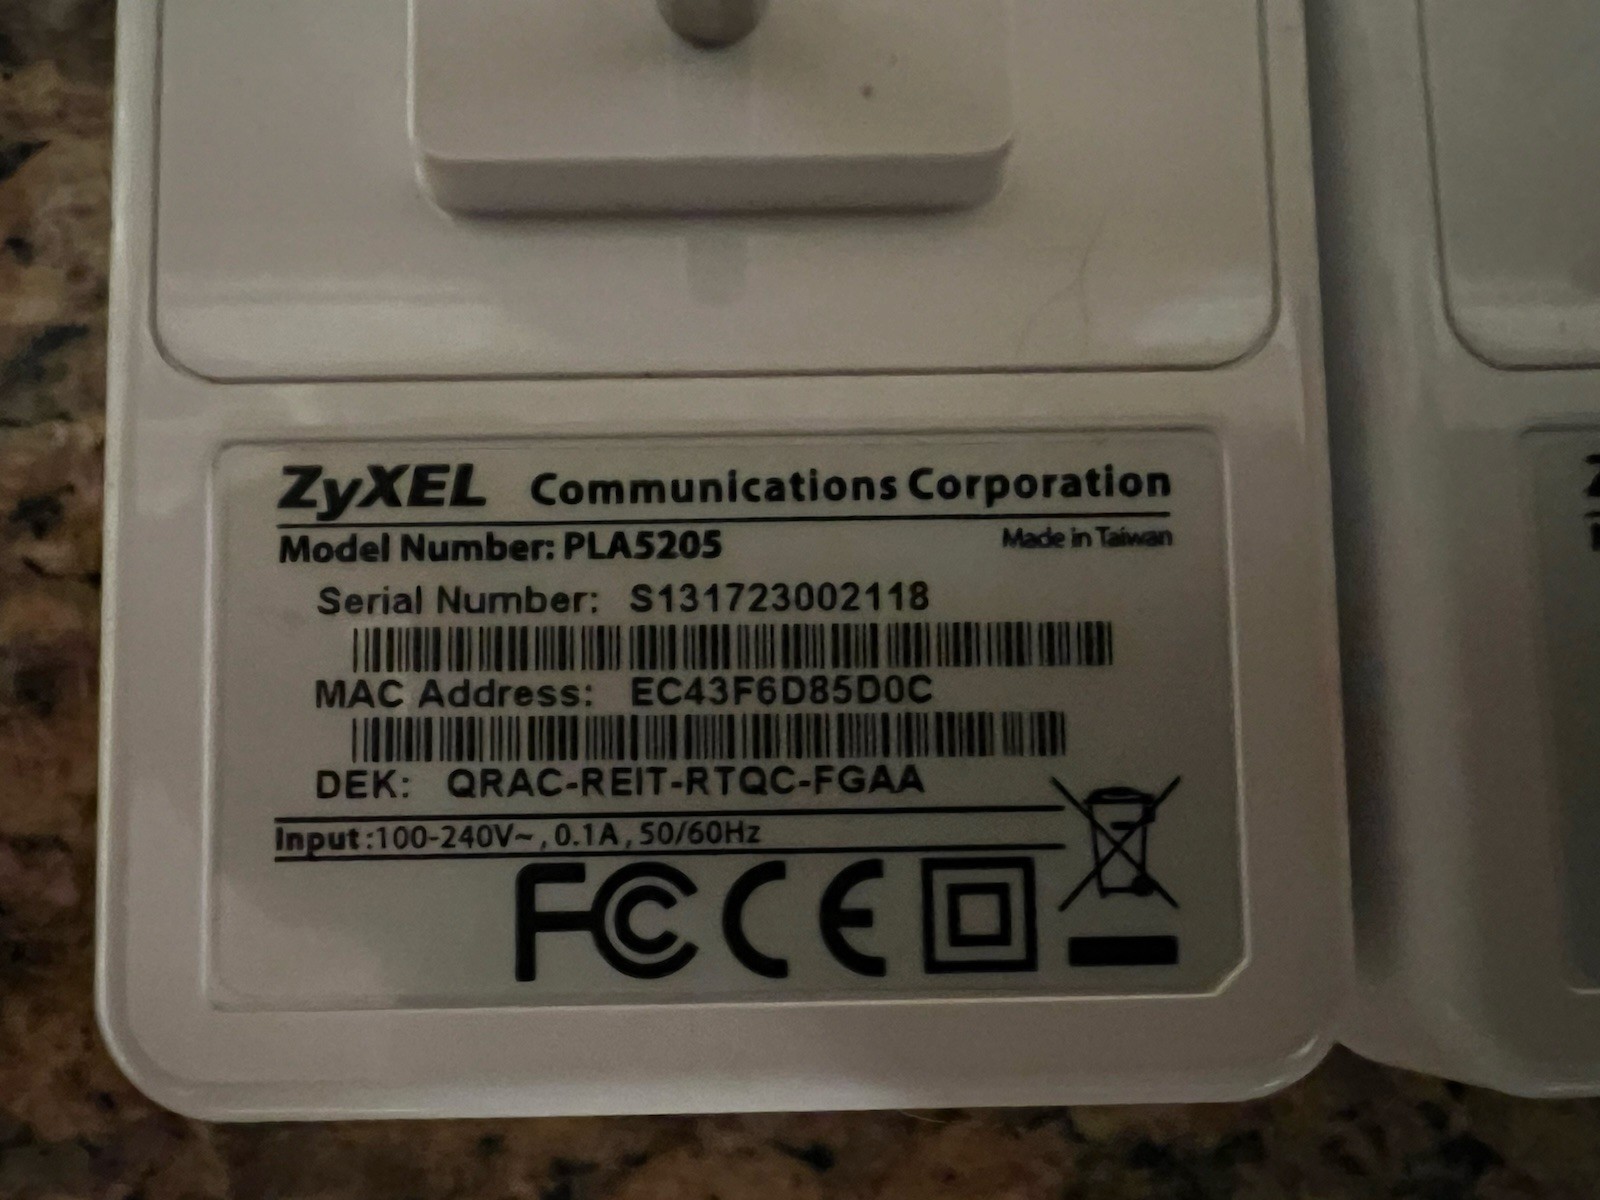 ZyXEL Communications Corporation
Model Number: PLA5205 Made in Taiwan
Serial Number: S131723002118
MAC Address: EC43F6D85D0C
DEK: QRAC-REIT-RTQC-FGAA
Input:100-240V~, 0.1A, 50/60Hz
FC CE